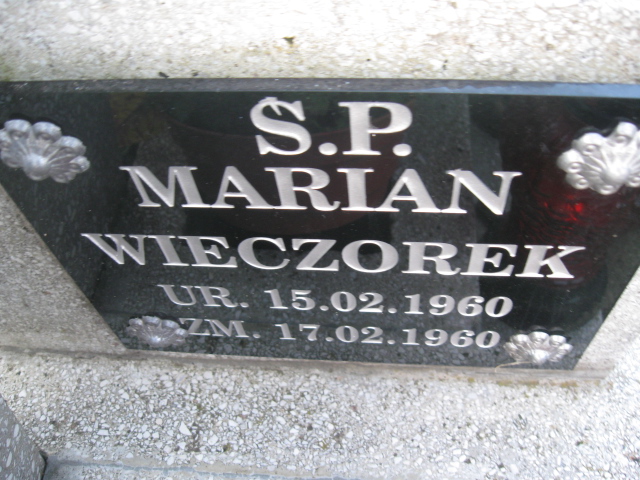 Ś.P.
MARIAN
WIECZOREK
UR. 15.02.1960
ZM. 17.02.1960